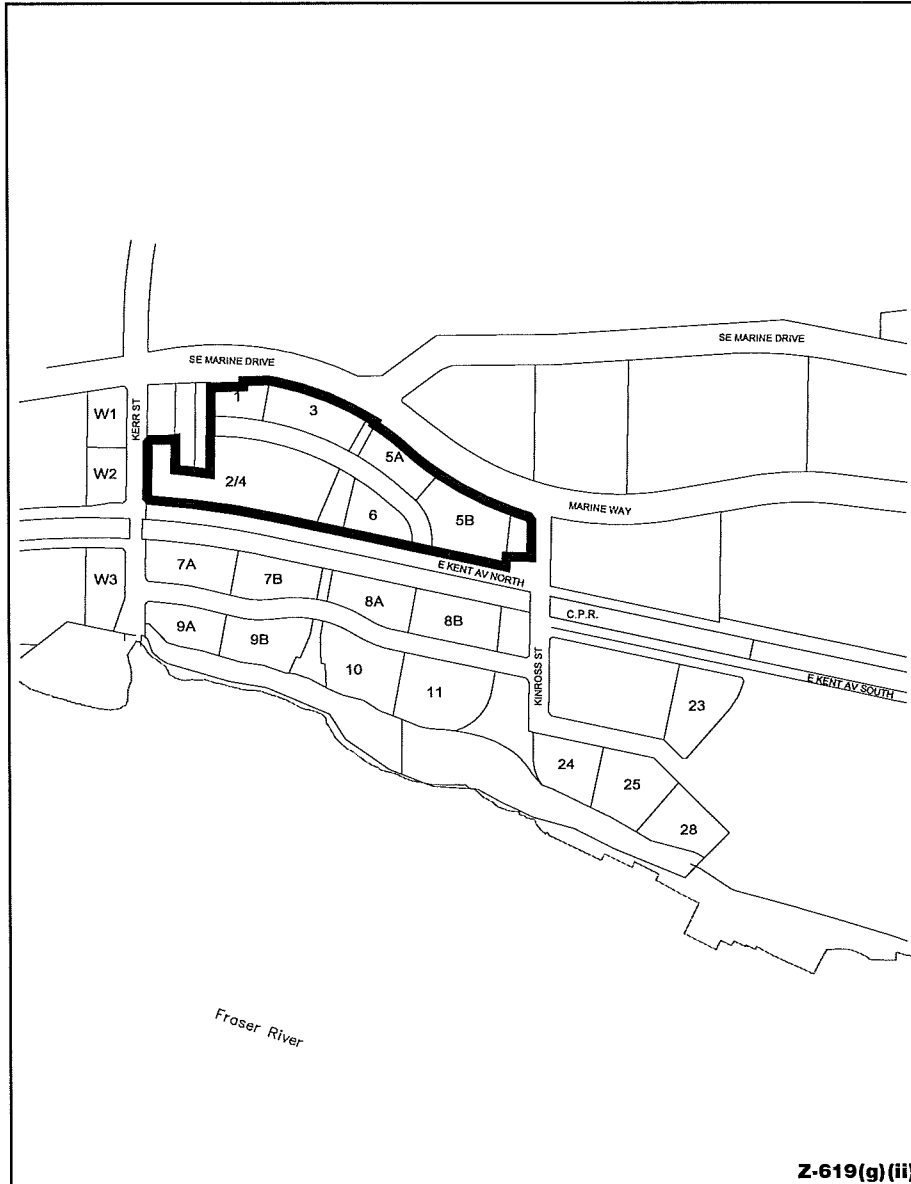 SE MARINE DRIVE
SE MARINE DRIVE
W1
KERR ST
1
3
W2
2/4
5A
6
5B
MARINE WAY
E KENT AV NORTH
W3
7A
7B
8A
8B
C.P.R.
9A
9B
10
11
KINROSS ST
E KENT AV SOUTH
23
24
25
28
Fraser River
Z-619(g)(ii)